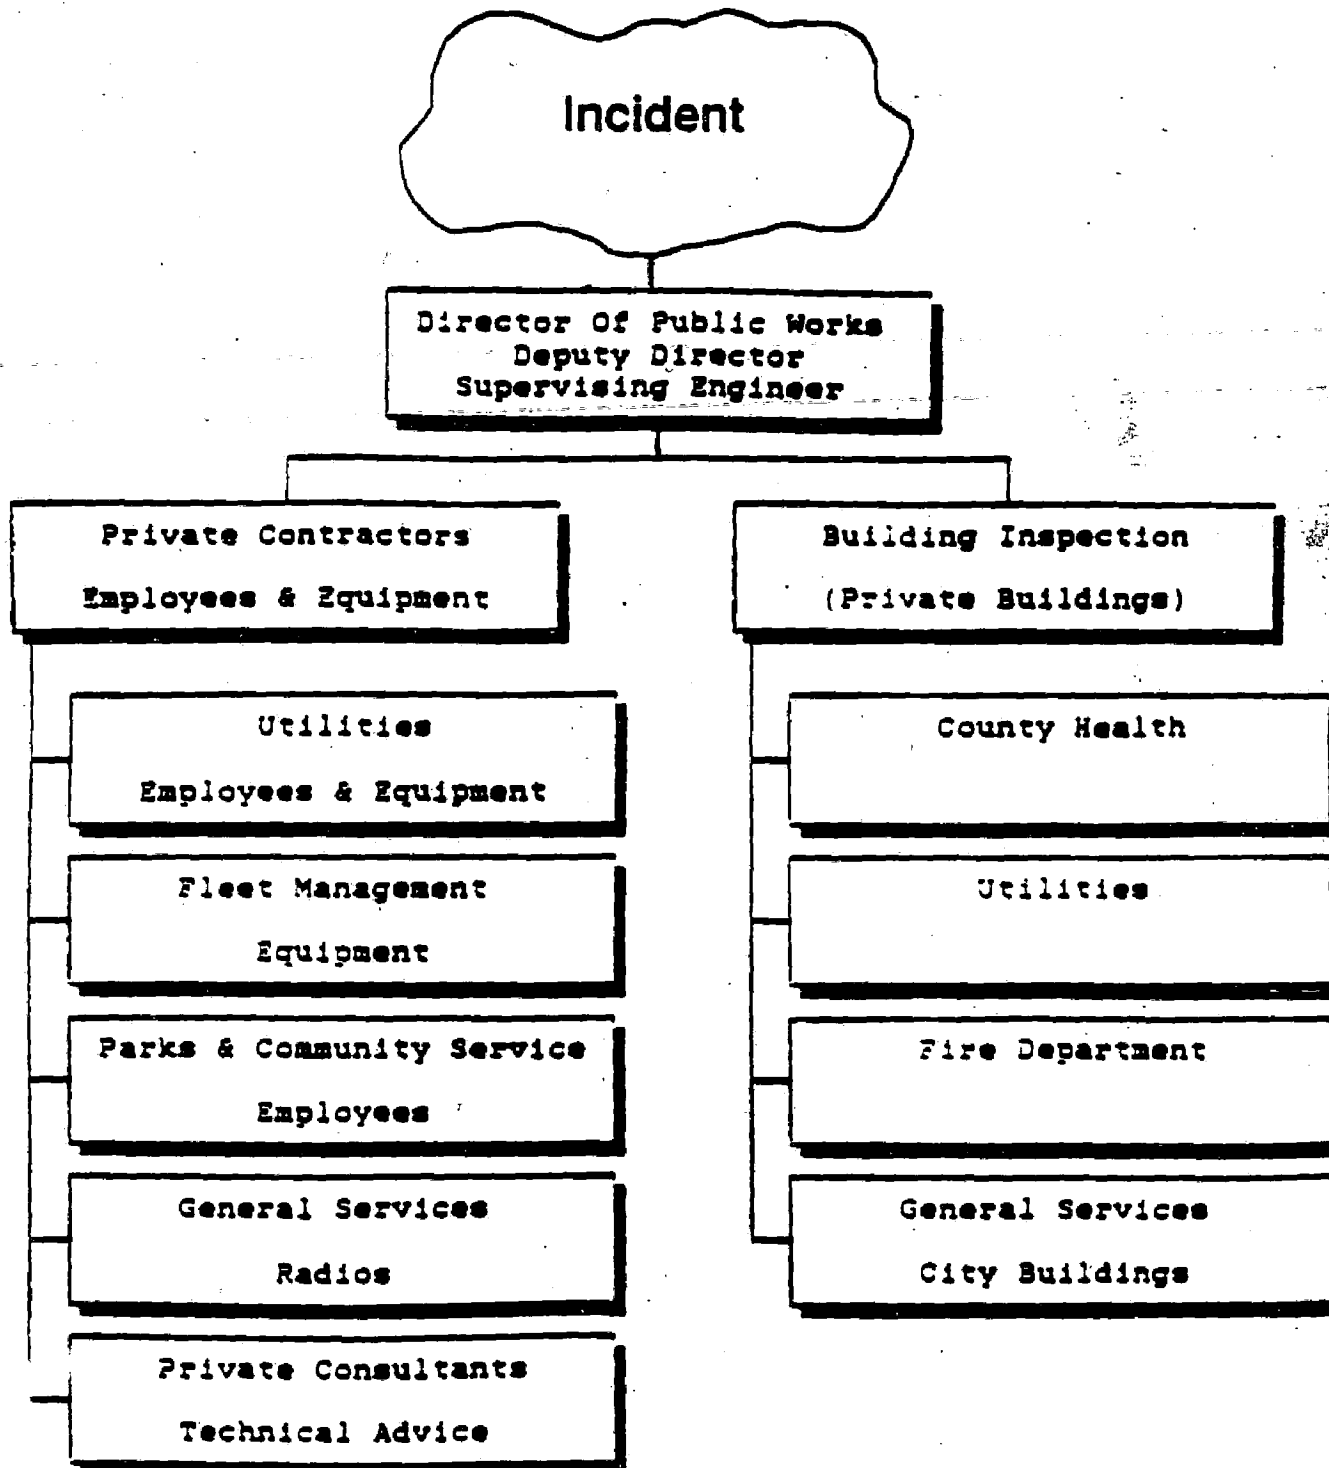 Incident
Director Of Public Works
Deputy Director
Supervising Engineer
Private Contractors
Employees & Equipment
Utilities
Employees & Equipment
Fleet Management
Equipment
Parks & Community Service
Employees
General Services
Radios
Private Consultants
Technical Advice
Building Inspection
(Private Buildings)
County Health
Utilities
Fire Department
General Services
City Buildings